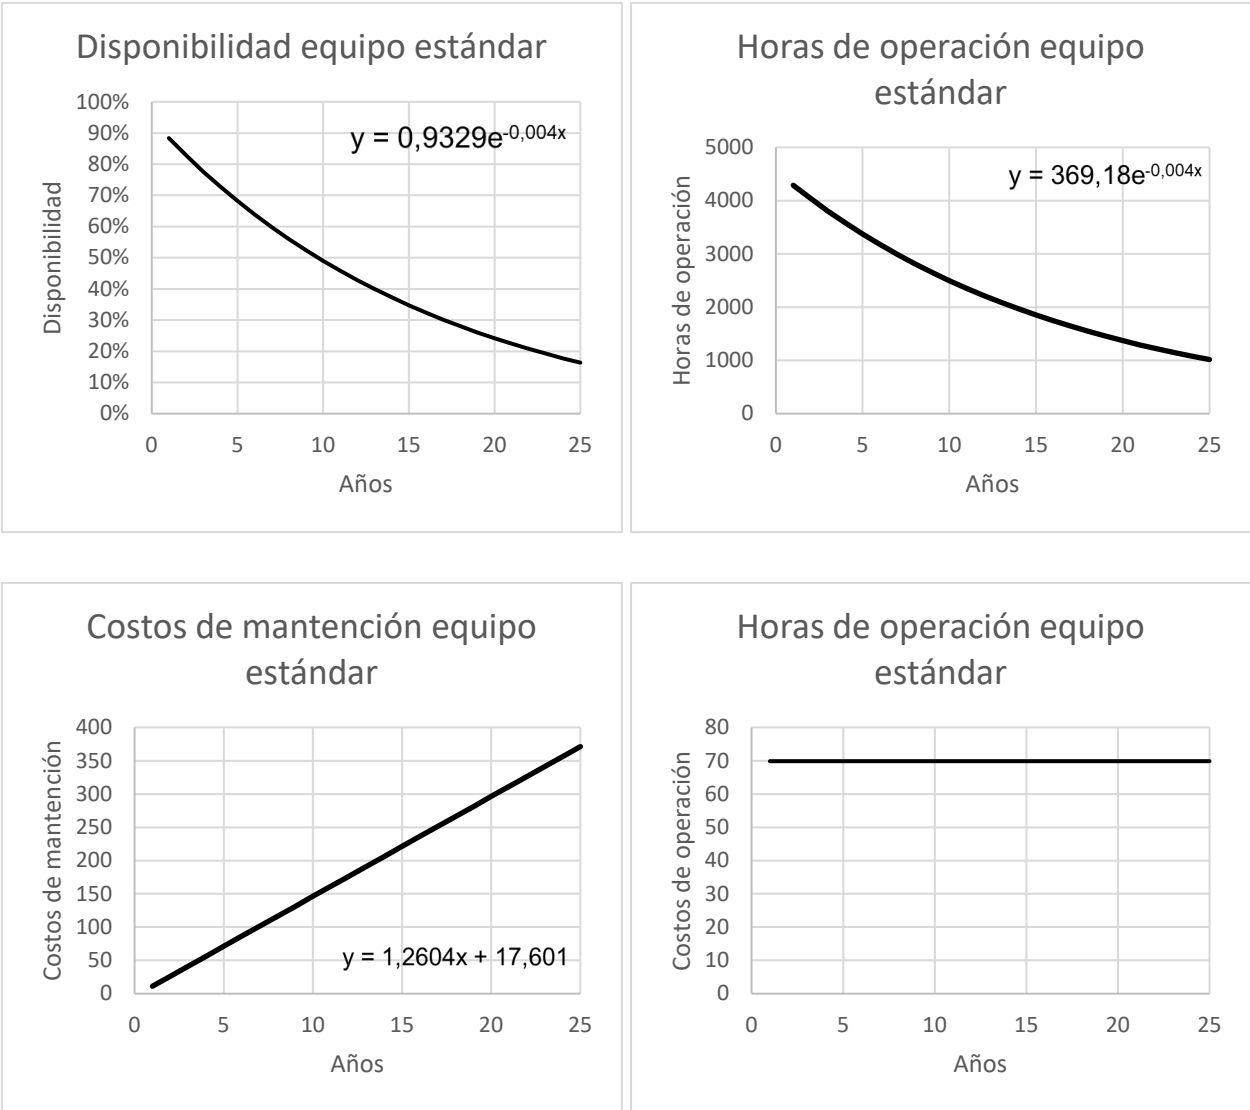 Disponibilidad equipo estándar
y = 0,9329e-0,004x
Disponibilidad
100%
90%
80%
70%
60%
50%
40%
30%
20%
10%
0%
0 5 10 15 20 25
Años
Horas de operación equipo
estándar
y = 369,18e-0,004x
Horas de operación
5000
4000
3000
2000
1000
0
0 5 10 15 20 25
Años
Costos de mantención equipo
estándar
Costos de mantención
400
350
300
250
200
150
100
50
0
y = 1,2604x + 17,601
0 5 10 15 20 25
Años
Horas de operación equipo
estándar
Costos de operación
80
70
60
50
40
30
20
10
0
0 5 10 15 20 25
Años